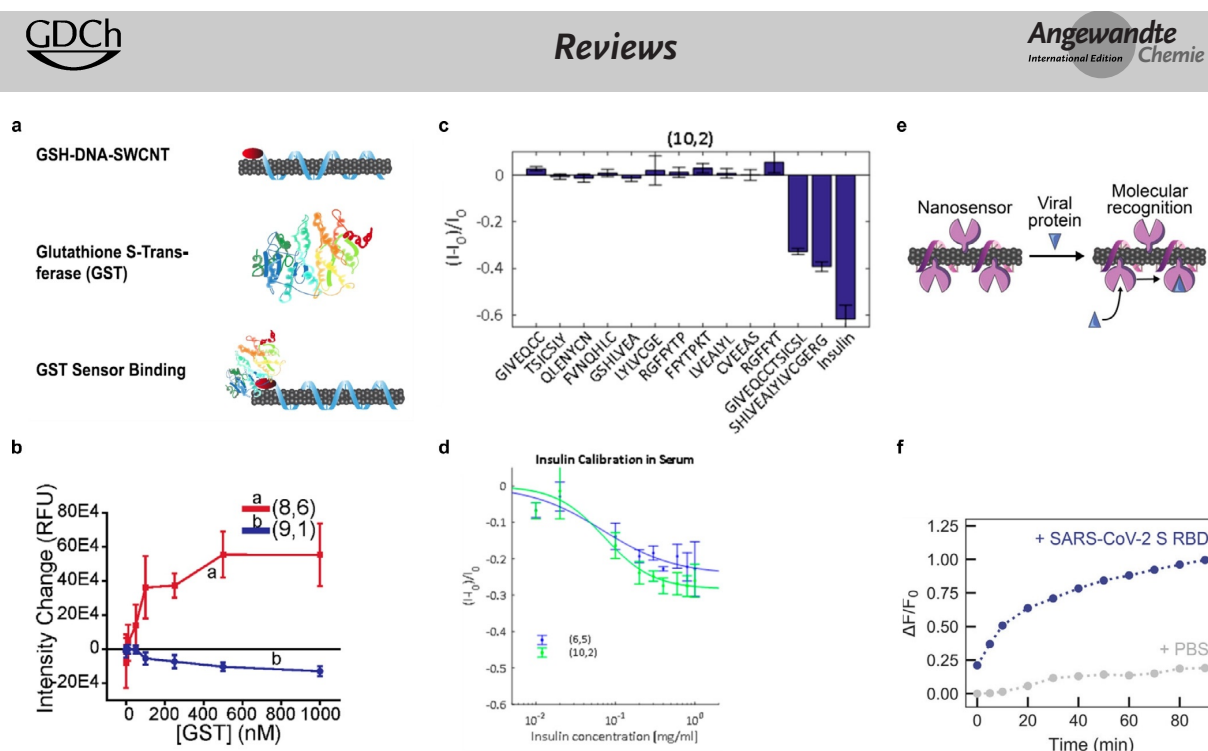 GDCh
Reviews
Angewandte
International Edition Chemie
a
GSH-DNA-SWCNT
Glutathione S-Trans-
ferase (GST)
GST Sensor Binding
b
80E4
60E4
40E4
20E4
0
-20E4
Intensity Change (RFU)
a
(8,6)
b
(9,1)
a
b
0
200
400
600
800
1000
[GST] (nM)
c
(10,2)
0
-0.2
-0.4
-0.6
(I-I₀)/I₀
GIVEQCC
TSICSLY
QLENYCN
FVNQHLC
GSHLVEA
LYLVCGE
RGFFYTP
FFYTPKT
LVEALYL
CVEEAS
RGFFYT
GIVEQCCTSICSL
SHLVEALYLVCGERG
Insulin
d
Insulin Calibration in Serum
0
-0.1
-0.2
-0.3
-0.4
-0.5
-0.6
(I-I₀)/I₀
(6,5)
(10,2)
10⁻²
10⁻¹
10⁰
Insulin concentration [mg/ml]
e
Nanosensor
Viral
protein
Molecular
recognition
f
1.25
1.00
0.75
0.50
0.25
0.00
ΔF/F₀
+ SARS-CoV-2 S RBD
+ PBS
0
20
40
60
80
Time (min)